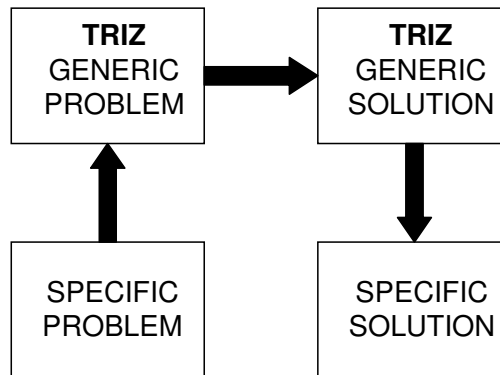 TRIZ
GENERIC
PROBLEM
TRIZ
GENERIC
SOLUTION
SPECIFIC
PROBLEM
SPECIFIC
SOLUTION